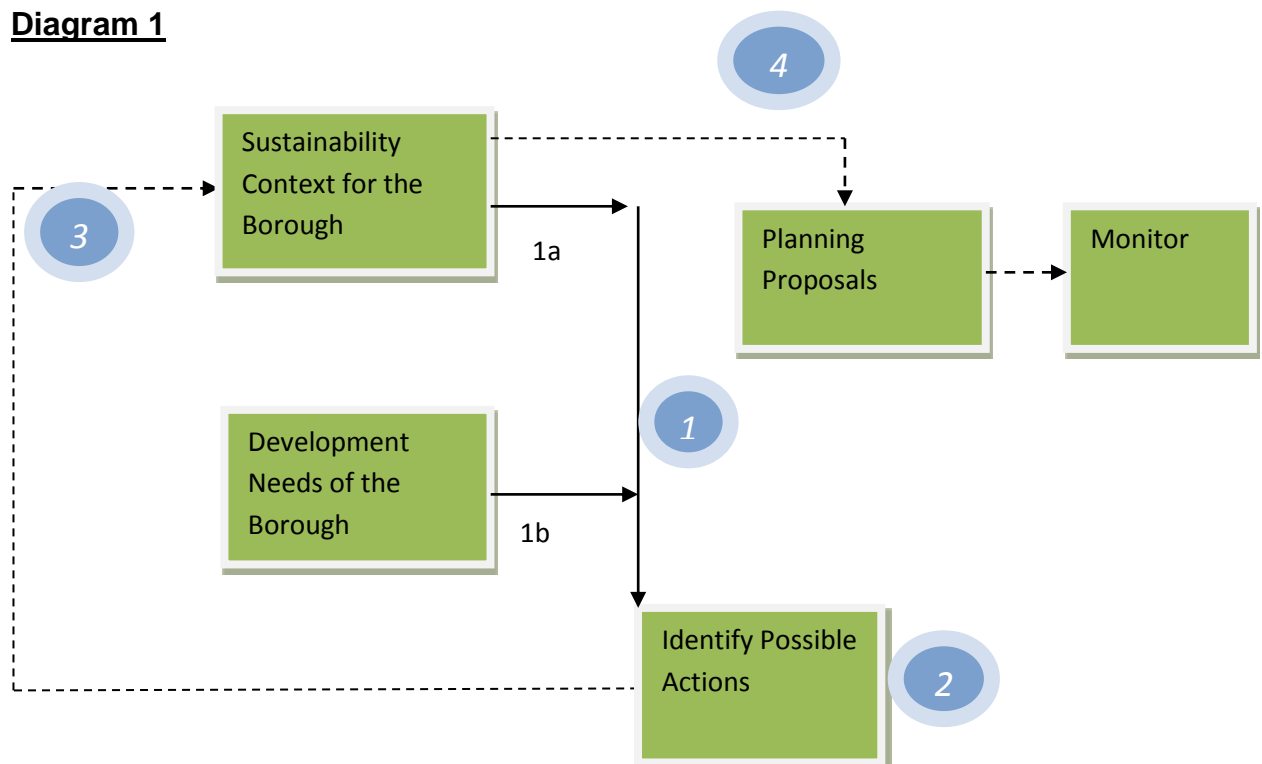 Diagram 1
4
Sustainability
Context for the
Borough
3
1a
Planning
Proposals
Monitor
1
Development
Needs of the
Borough
1b
Identify Possible
Actions
2